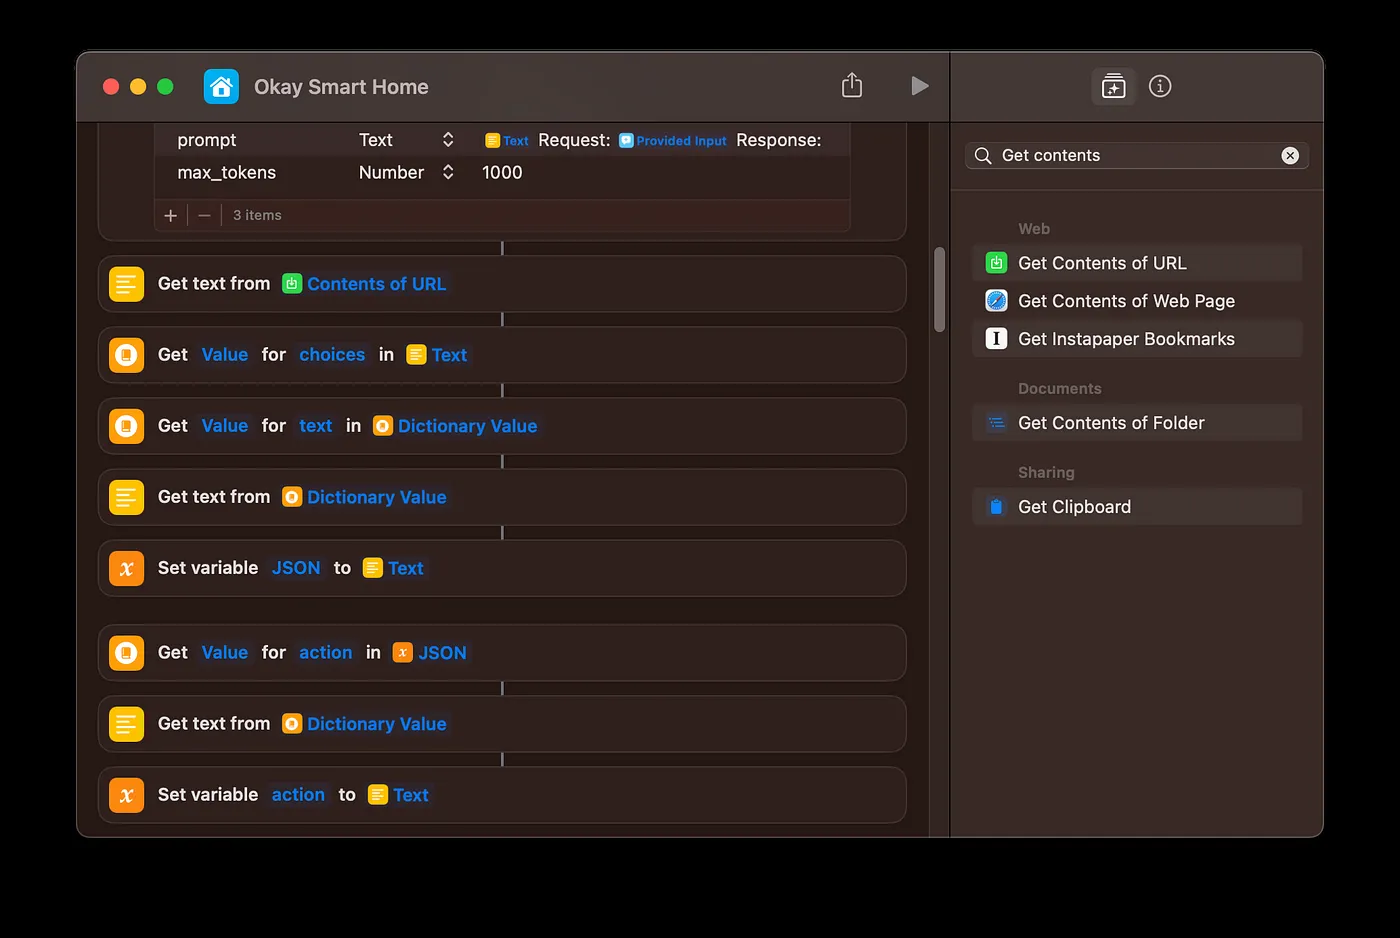 Okay Smart Home
prompt Text Text Request: Provided Input Response:
max_tokens Number 1000
+ − 3 items
Get text from Contents of URL
Get Value for choices in Text
Get Value for text in Dictionary Value
Get text from Dictionary Value
x Set variable JSON to Text
Get Value for action in x JSON
Get text from Dictionary Value
x Set variable action to Text
Get contents
Web
Get Contents of URL
Get Contents of Web Page
I Get Instapaper Bookmarks
Documents
Get Contents of Folder
Sharing
Get Clipboard